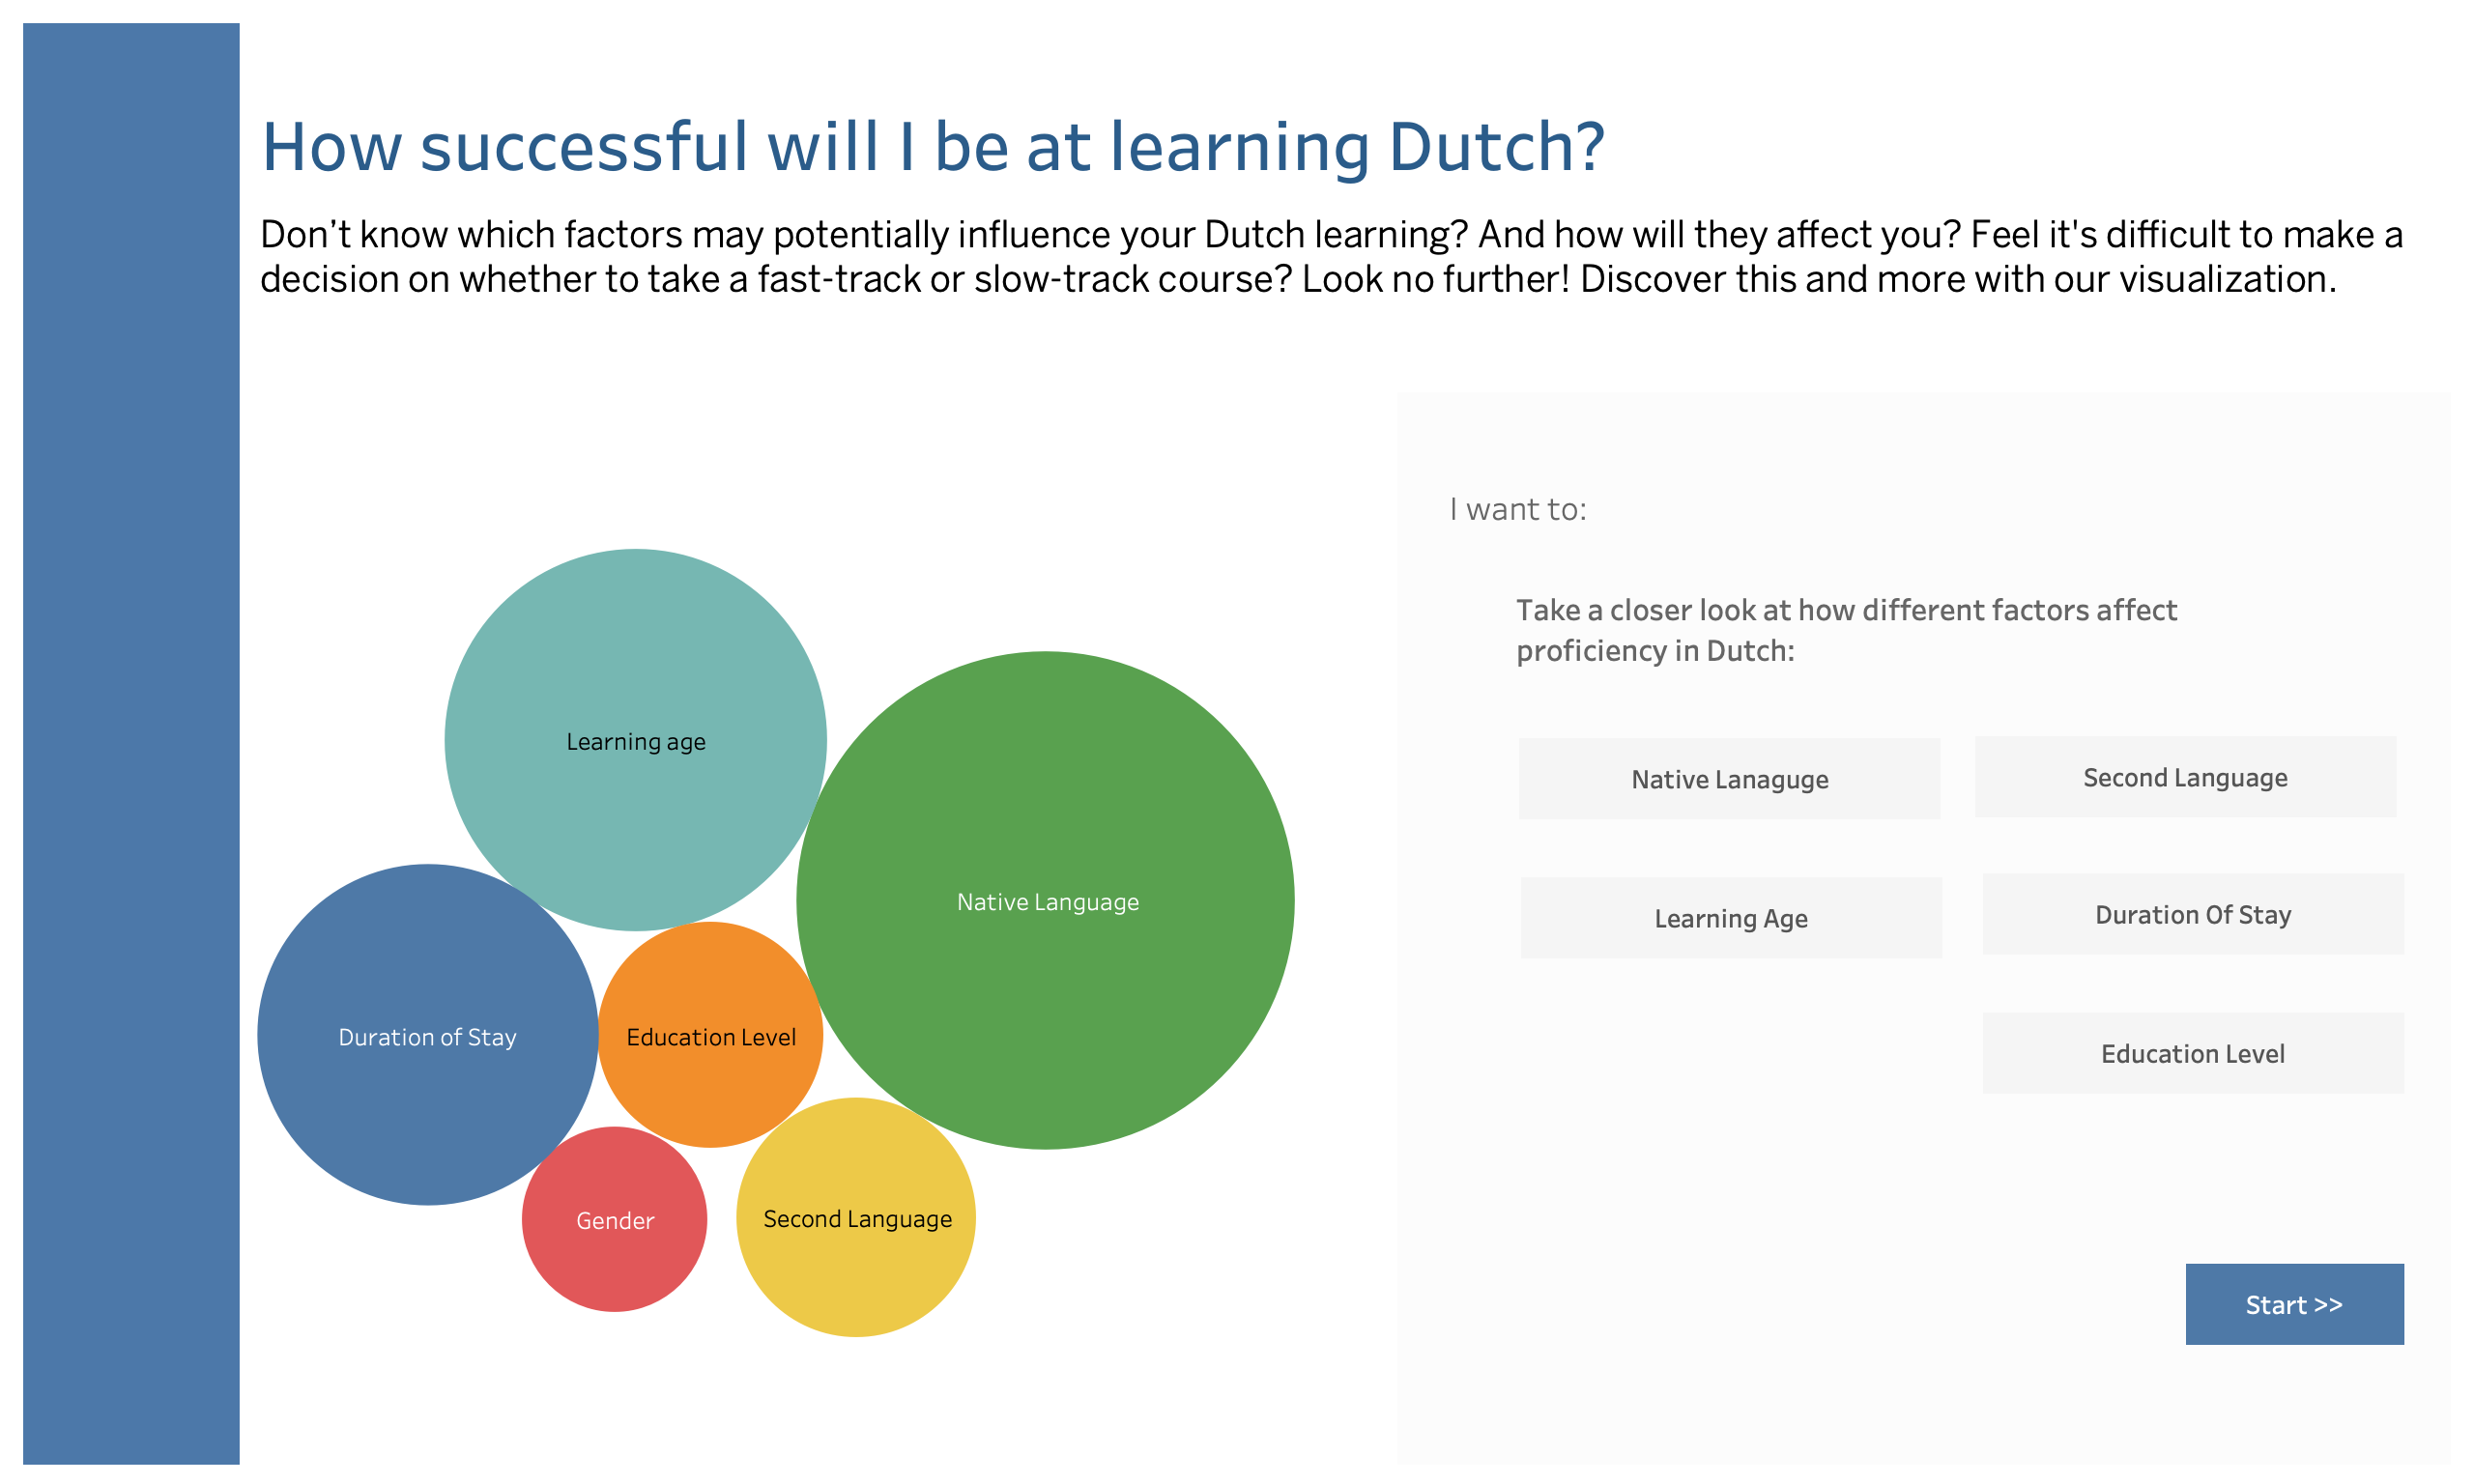 How successful will I be at learning Dutch?
Don’t know which factors may potentially influence your Dutch learning? And how will they affect you? Feel it's difficult to make a
decision on whether to take a fast-track or slow-track course? Look no further! Discover this and more with our visualization.
Learning age
Native Language
Duration of Stay
Education Level
Gender
Second Language
I want to:
Take a closer look at how different factors affect
proficiency in Dutch:
Native Lanaguge
Second Language
Learning Age
Duration Of Stay
Education Level
Start >>